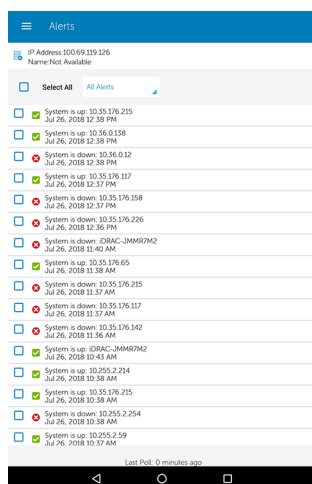 Alerts
IP Address:100.69.119.126
Name:Not Available
Select All
All Alerts
System is up: 10.35.176.215
Jul 26, 2018 12:38 PM
System is up: 10.36.0.138
Jul 26, 2018 12:38 PM
System is down: 10.36.0.12
Jul 26, 2018 12:38 PM
System is up: 10.35.176.117
Jul 26, 2018 12:37 PM
System is down: 10.35.176.158
Jul 26, 2018 12:37 PM
System is down: 10.35.176.226
Jul 26, 2018 12:36 PM
System is down: iDRAC-JMMR7M2
Jul 26, 2018 11:40 AM
System is up: 10.35.176.65
Jul 26, 2018 11:38 AM
System is down: 10.35.176.215
Jul 26, 2018 11:37 AM
System is down: 10.35.176.117
Jul 26, 2018 11:37 AM
System is down: 10.35.176.142
Jul 26, 2018 11:36 AM
System is up: iDRAC-JMMR7M2
Jul 26, 2018 10:43 AM
System is up: 10.255.2.214
Jul 26, 2018 10:38 AM
System is up: 10.35.176.215
Jul 26, 2018 10:38 AM
System is down: 10.255.2.254
Jul 26, 2018 10:38 AM
System is up: 10.255.2.59
Jul 26, 2018 10:37 AM
Last Poll: 0 minutes ago